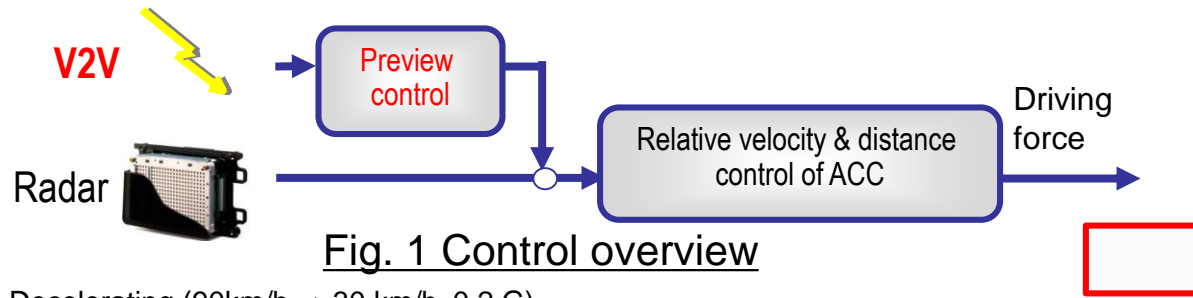 V2V
Preview
control
Driving
force
Relative velocity & distance
control of ACC
Radar
Fig. 1 Control overview